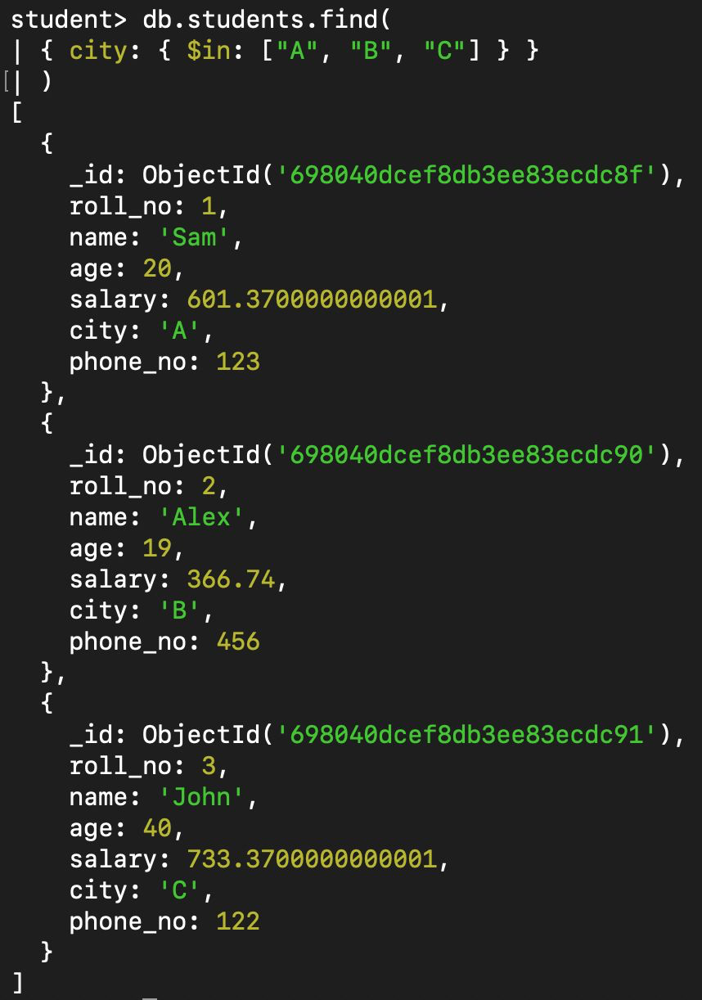 student> db.students.find(
| { city: { $in: ["A", "B", "C"] } }
[| )
[
  {
    _id: ObjectId('698040dcef8db3ee83ecdc8f'),
    roll_no: 1,
    name: 'Sam',
    age: 20,
    salary: 601.3700000000001,
    city: 'A',
    phone_no: 123
  },
  {
    _id: ObjectId('698040dcef8db3ee83ecdc90'),
    roll_no: 2,
    name: 'Alex',
    age: 19,
    salary: 366.74,
    city: 'B',
    phone_no: 456
  },
  {
    _id: ObjectId('698040dcef8db3ee83ecdc91'),
    roll_no: 3,
    name: 'John',
    age: 40,
    salary: 733.3700000000001,
    city: 'C',
    phone_no: 122
  }
]